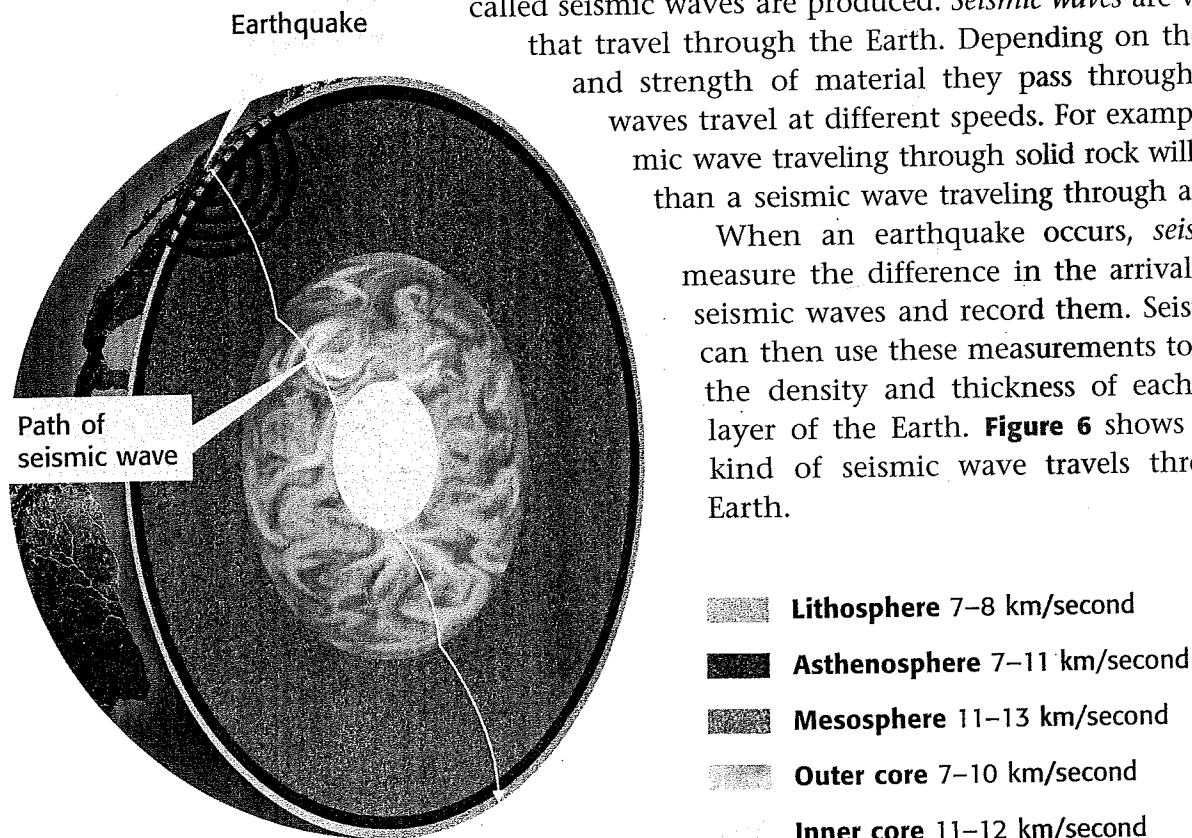 Earthquake
called seismic waves are produced. Seismic waves are
that travel through the Earth. Depending on
and strength of material they pass through
waves travel at different speeds. For
mic wave traveling through solid rock will
than a seismic wave traveling through a
When an earthquake occurs,
measure the difference in the arrival
seismic waves and record them.
can then use these measurements to
the density and thickness of each
layer of the Earth. Figure 6 shows
kind of seismic wave travels
Earth.
Path of
seismic wave
Lithosphere 7–8 km/second
Asthenosphere 7–11 km/second
Mesosphere 11–13 km/second
Outer core 7–10 km/second
Inner core 11–12 km/second